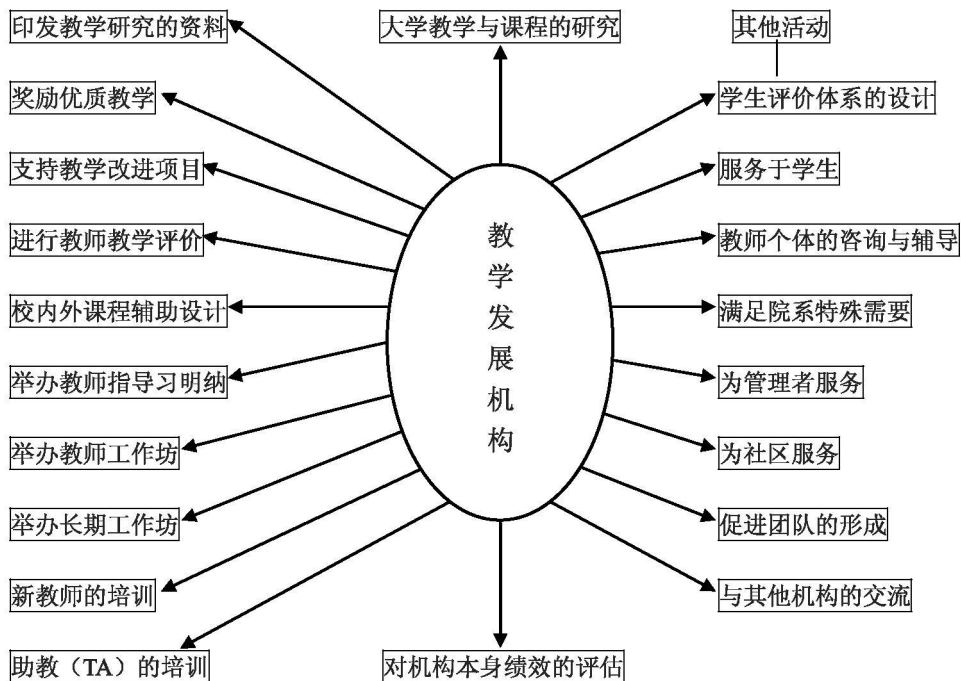 印发教学研究的资料
大学教学与课程的研究
其他活动
奖励优质教学
学生评价体系的设计
支持教学改进项目
服务于学生
进行教师教学评价
教师个体的咨询与辅导
教学发展机构
校内外课程辅助设计
满足院系特殊需要
举办教师指导习明纳
为管理者服务
举办教师工作坊
为社区服务
举办长期工作坊
促进团队的形成
新教师的培训
与其他机构的交流
助教（TA）的培训
对机构本身绩效的评估